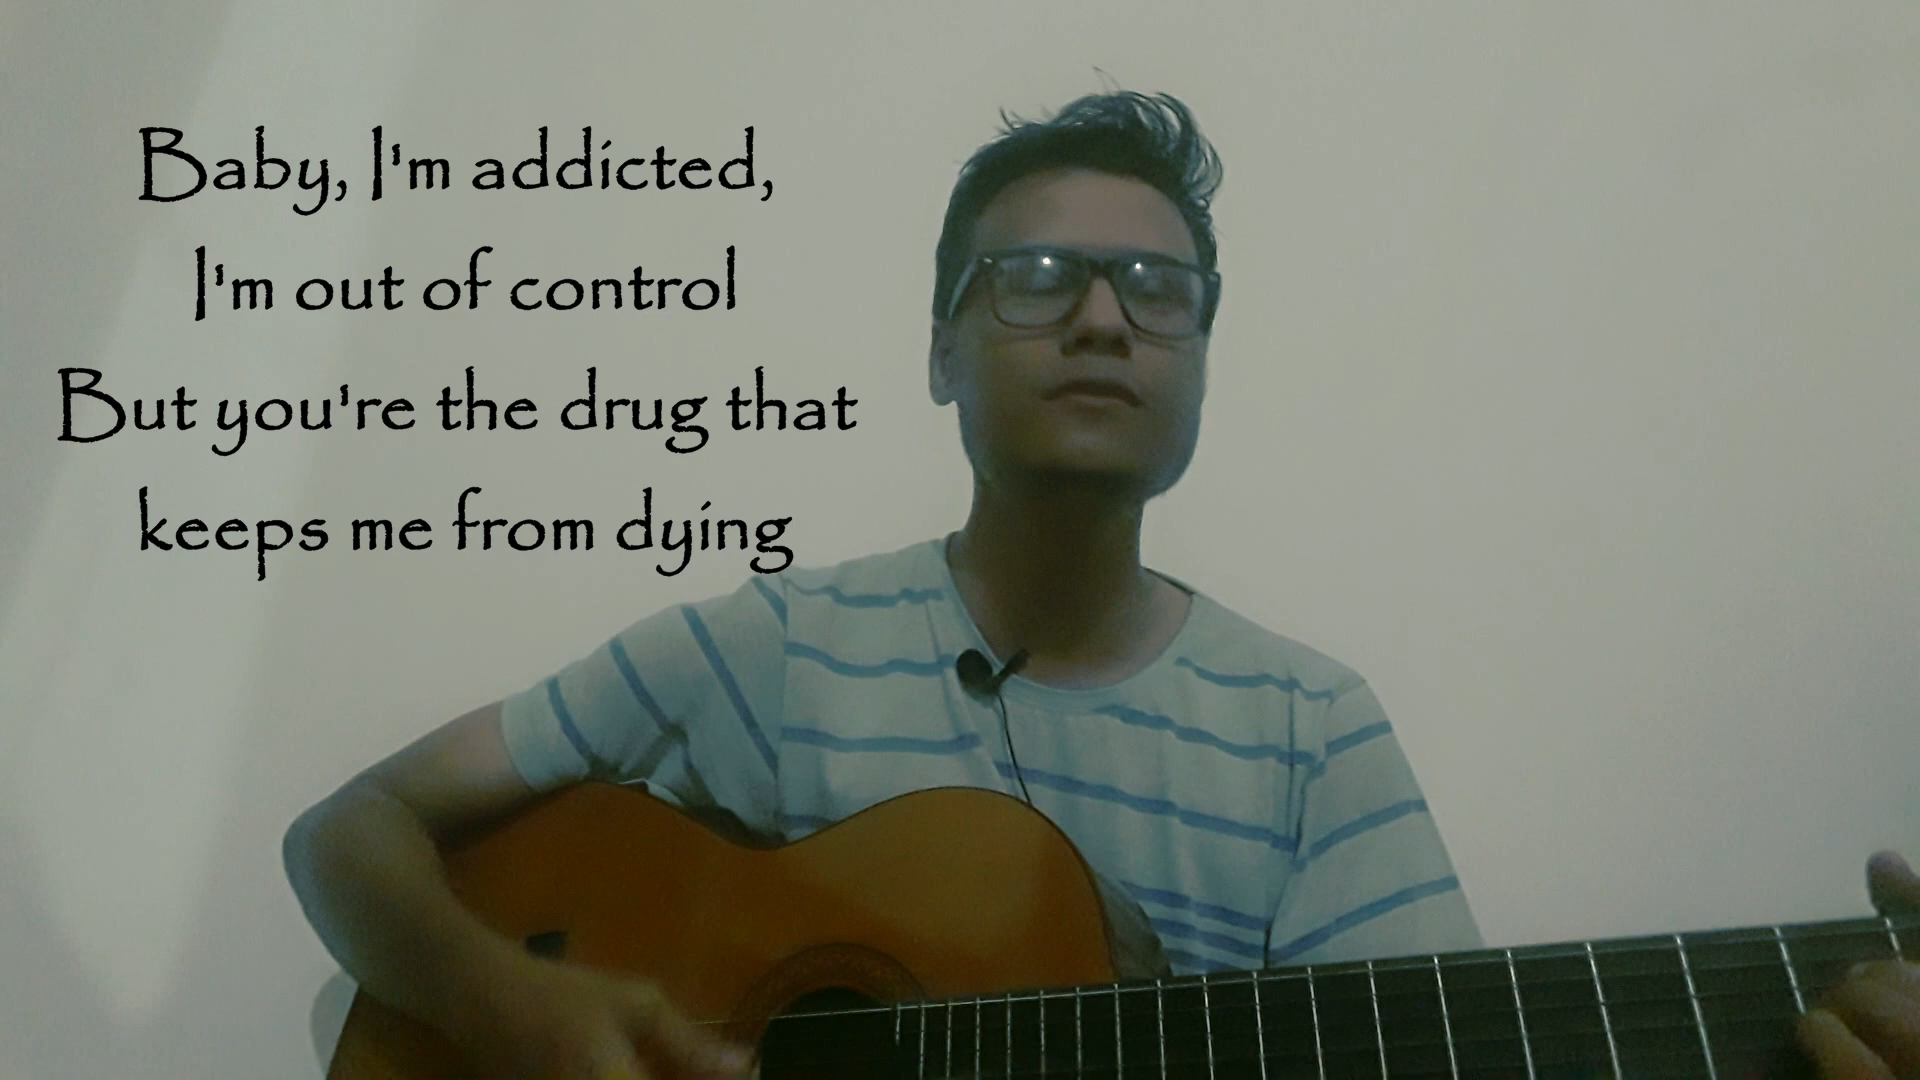 Baby, I'm addicted,
I'm out of control
But you're the drug that
keeps me from dying